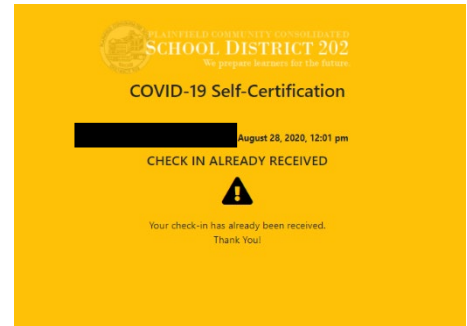 PLAINFIELD COMMUNITY CONSOLIDATED
SCHOOL DISTRICT 202
We prepare learners for the future
COVID-19 Self-Certification
August 28, 2020, 12:01 pm
CHECK IN ALREADY RECEIVED
Your check-in has already been received.
Thank You!